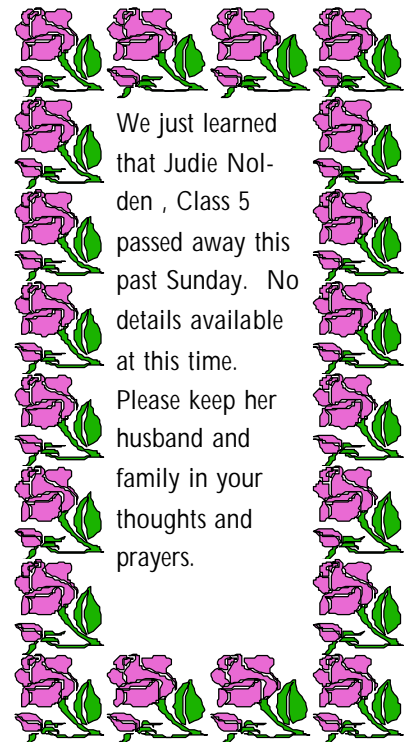 We just learned
that Judie Nol-
den , Class 5
passed away this
past Sunday.  No
details available
at this time.
Please keep her
husband and
family in your
thoughts and
prayers.